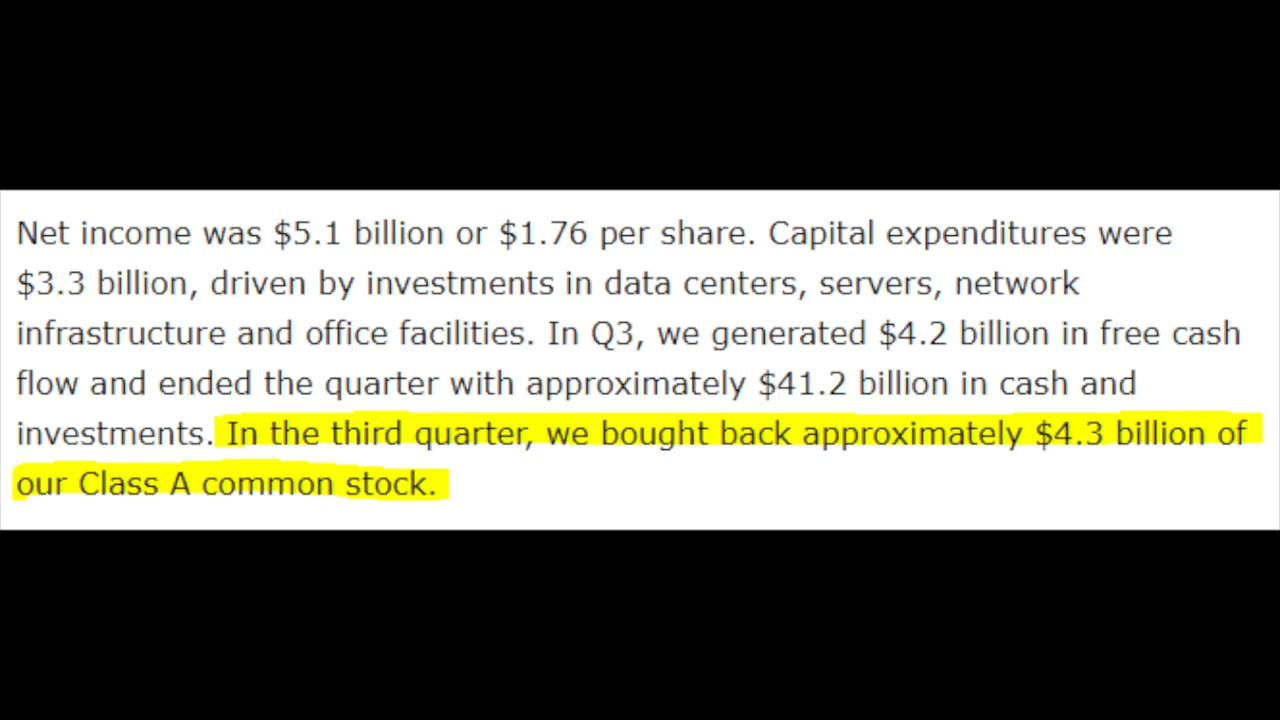 Net income was $5.1 billion or $1.76 per share. Capital expenditures were
$3.3 billion, driven by investments in data centers, servers, network
infrastructure and office facilities. In Q3, we generated $4.2 billion in free cash
flow and ended the quarter with approximately $41.2 billion in cash and
investments. In the third quarter, we bought back approximately $4.3 billion of
our Class A common stock.